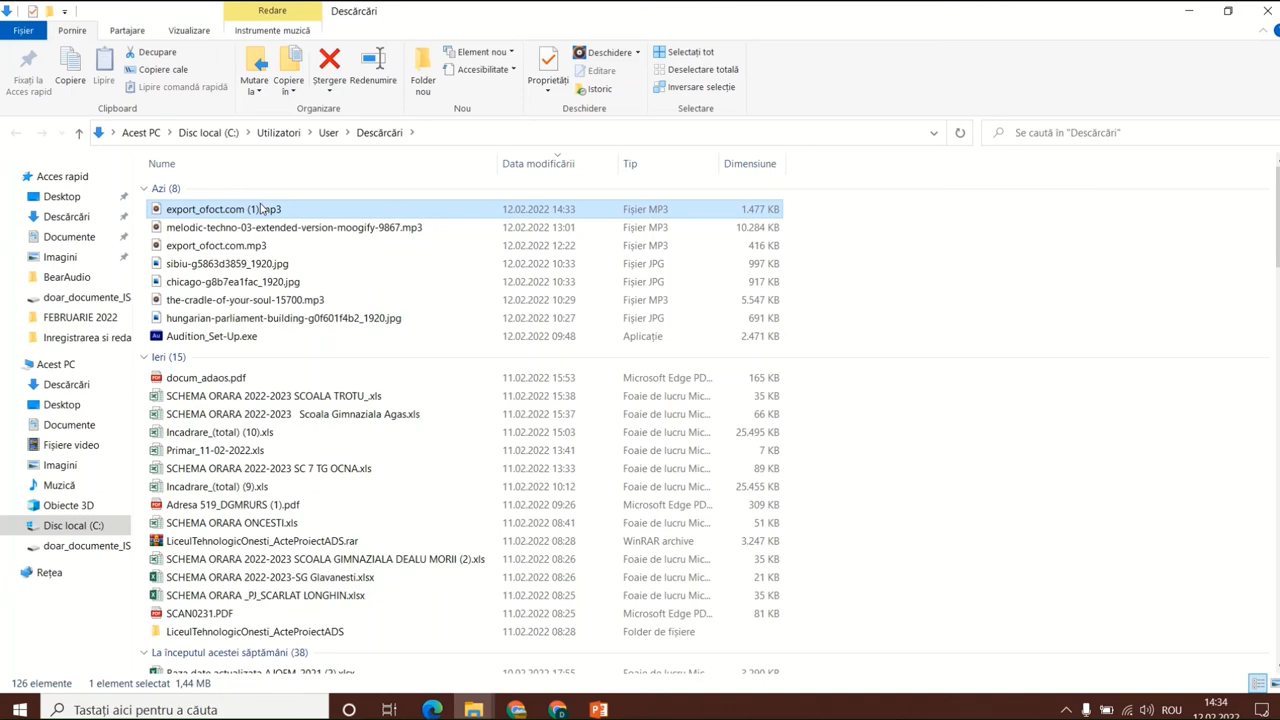 Redare
Descărcări
Fișier
Pornire
Partajare
Vizualizare
Instrumente muzică
Fixați la
Acces rapid
Copiere
Lipire
Decupare
Copiere cale
Lipire comandă rapidă
Clipboard
Mutare
la
Copiere
în
Ștergere
Redenumire
Organizare
Folder
nou
Element nou
Accesibilitate
Nou
Proprietăți
Deschidere
Editare
Istoric
Deschidere
Selectați tot
Deselectare totală
Inversare selecție
Selectare
Acest PC > Disc local (C:) > Utilizatori > User > Descărcări >
Se caută în "Descărcări"
Acces rapid
Desktop
Descărcări
Documente
Imagini
BearAudio
doar_documente_IS
FEBRUARIE 2022
Inregistrarea si reda
Acest PC
Descărcări
Desktop
Documente
Fișiere video
Imagini
Muzică
Obiecte 3D
Disc local (C:)
doar_documente_IS
Rețea
Nume Data modificării Tip Dimensiune
Azi (8)
export_ofoct.com (1).mp3 12.02.2022 14:33 Fișier MP3 1.477 KB
melodic-techno-03-extended-version-moogify-9867.mp3 12.02.2022 13:01 Fișier MP3 10.284 KB
export_ofoct.com.mp3 12.02.2022 12:22 Fișier MP3 416 KB
sibiu-g5863d3859_1920.jpg 12.02.2022 10:33 Fișier JPG 997 KB
chicago-g8b7ea1fac_1920.jpg 12.02.2022 10:33 Fișier JPG 917 KB
the-cradle-of-your-soul-15700.mp3 12.02.2022 10:29 Fișier MP3 5.547 KB
hungarian-parliament-building-g0f601f4b2_1920.jpg 12.02.2022 10:27 Fișier JPG 691 KB
Audition_Set-Up.exe 12.02.2022 09:48 Aplicație 2.471 KB
Ieri (15)
docum_adaos.pdf 11.02.2022 15:53 Microsoft Edge PD... 165 KB
SCHEMA ORARA 2022-2023 SCOALA TROTU_.xls 11.02.2022 15:38 Foaie de lucru Mic... 35 KB
SCHEMA ORARA 2022-2023 Scoala Gimnaziala Agas.xls 11.02.2022 15:37 Foaie de lucru Mic... 66 KB
Incadrare_(total) (10).xls 11.02.2022 15:03 Foaie de lucru Mic... 25.495 KB
Primar_11-02-2022.xls 11.02.2022 13:41 Foaie de lucru Mic... 7 KB
SCHEMA ORARA 2022-2023 SC 7 TG OCNA.xls 11.02.2022 13:33 Foaie de lucru Mic... 89 KB
Incadrare_(total) (9).xls 11.02.2022 10:12 Foaie de lucru Mic... 25.455 KB
Adresa 519_DGMRURS (1).pdf 11.02.2022 09:26 Microsoft Edge PD... 309 KB
SCHEMA ORARA ONCESTI.xls 11.02.2022 08:41 Foaie de lucru Mic... 51 KB
LiceulTehnologicOnesti_ActeProiectADS.rar 11.02.2022 08:28 WinRAR archive 3.247 KB
SCHEMA ORARA 2022-2023 SCOALA GIMNAZIALA DEALU MORII (2).xls 11.02.2022 08:26 Foaie de lucru Mic... 35 KB
SCHEMA ORARA 2022-2023-SG Glavanesti.xlsx 11.02.2022 08:26 Foaie de lucru Mic... 21 KB
SCHEMA ORARA _PJ_SCARLAT LONGHIN.xlsx 11.02.2022 08:25 Foaie de lucru Mic... 35 KB
SCAN0231.PDF 11.02.2022 08:25 Microsoft Edge PD... 81 KB
LiceulTehnologicOnesti_ActeProiectADS 11.02.2022 08:28 Folder de fișiere
La începutul acestei săptămâni (38)
Baza date actualizata AJOFM-2021 (2).xlsx 10.02.2022 17:55 Foaie de lucru Mic... 3.290 KB
126 elemente 1 element selectat 1,44 MB
Tastați aici pentru a căuta
ROU
14:34
12.02.2022